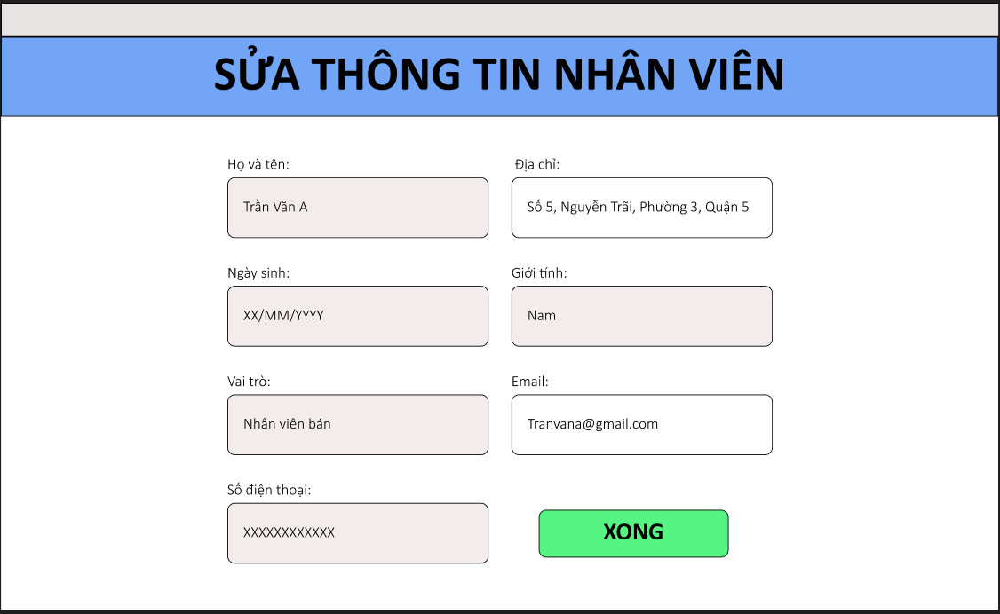 SỬA THÔNG TIN NHÂN VIÊN
Họ và tên:
Địa chỉ:
Trần Văn A
Số 5, Nguyễn Trãi, Phường 3, Quận 5
Ngày sinh:
Giới tính:
XX/MM/YYYY
Nam
Vai trò:
Email:
Nhân viên bán
Tranvana@gmail.com
Số điện thoại:
XXXXXXXXXXXX
XONG